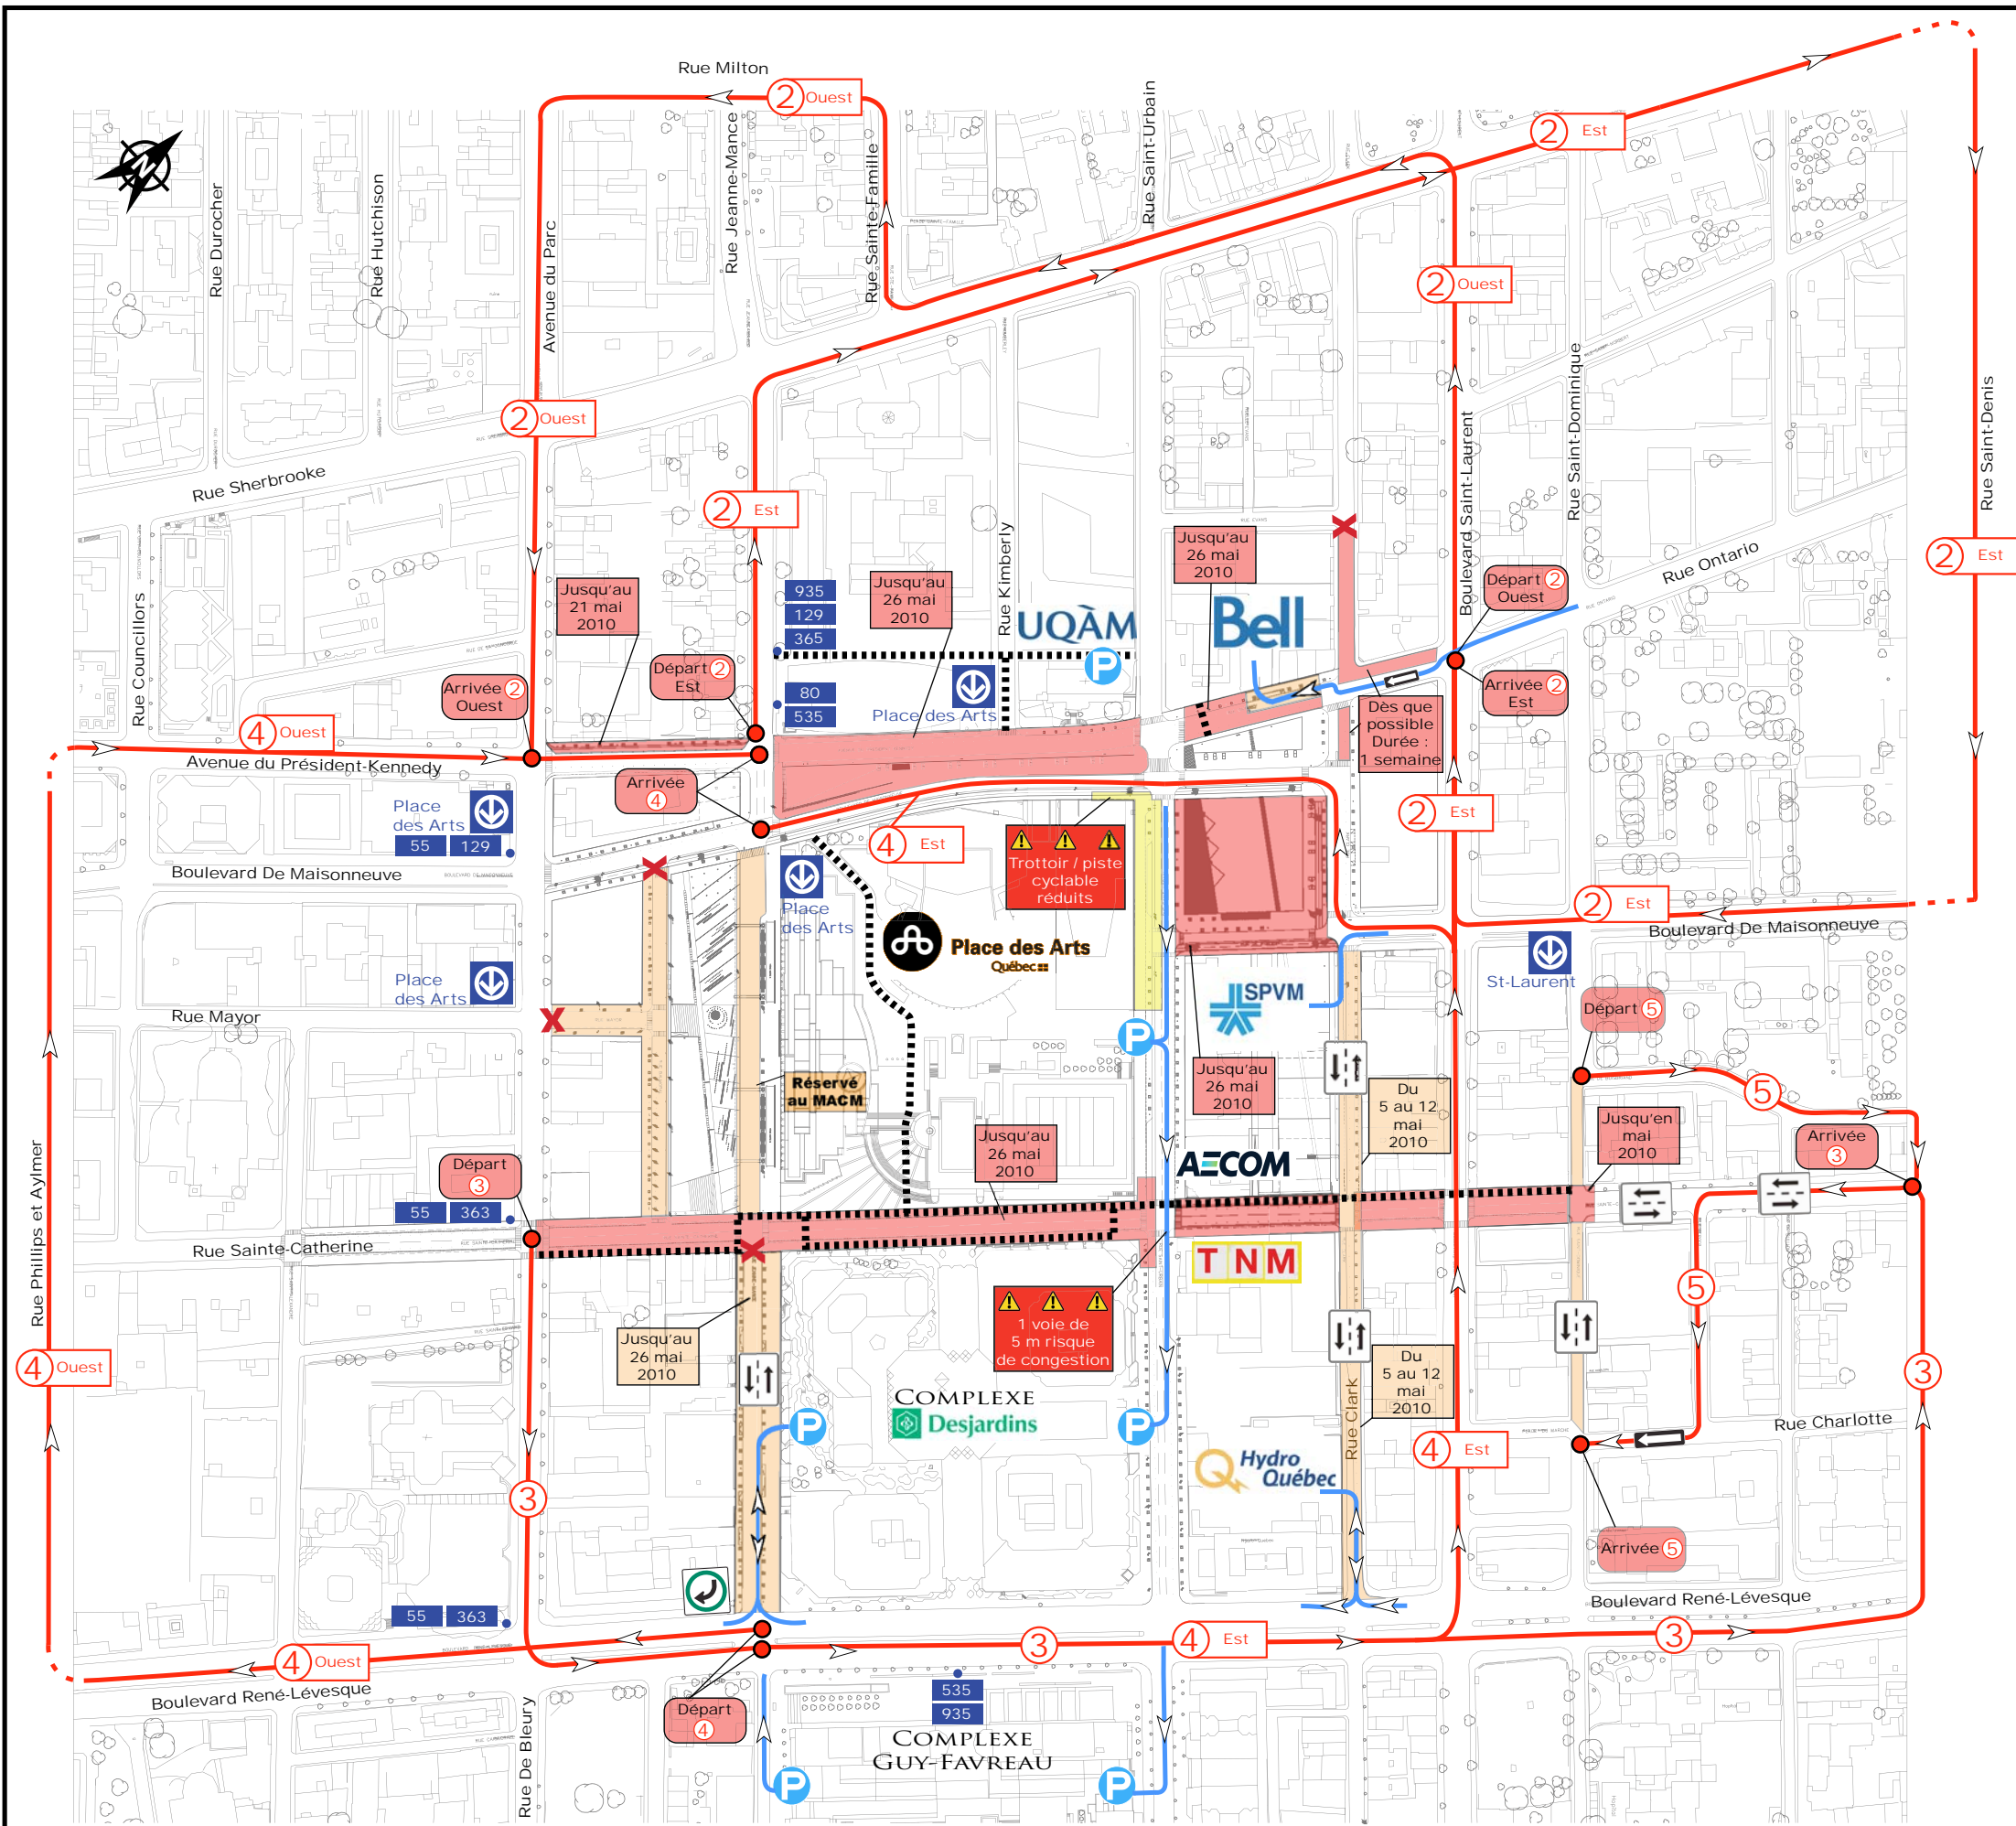 Rue Milton
2 Ouest
2 Est
Rue Durocher
Rue Hutchison
Avenue du Parc
Rue Jeanne-Mance
Rue Sainte-Famille
Rue Saint-Urbain
2 Ouest
Rue Saint-Denis
2 Ouest
Rue Sherbrooke
2 Est
Boulevard Saint-Laurent
Rue Saint-Dominique
Rue Ontario
2 Est
Rue Councillors
Jusqu'au
21 mai
2010
935
129
365
Jusqu'au
26 mai
2010
Rue Kimberly
UQÀM
P
Jusqu'au
26 mai
2010
Bell
Départ 2
Ouest
Arrivée 2
Ouest
Départ 2
Est
80
535
Place des Arts
Arrivée 2
Est
Dès que
possible
Durée :
1 semaine
4 Ouest
Avenue du Président-Kennedy
Arrivée
4
Place
des Arts
55
129
4 Est
Trottoir / piste
cyclable
réduits
2 Est
Boulevard De Maisonneuve
Place
des Arts
Place des Arts
Québec
2 Est
Boulevard De Maisonneuve
St-Laurent
Place
des Arts
Rue Mayor
SPVM
Départ 5
P
Réservé
au MACM
Jusqu'au
26 mai
2010
Du
5 au 12
mai
2010
5
Jusqu'en
mai
2010
Arrivée
3
Rue Phillips et Aylmer
Départ
3
55
363
Jusqu'au
26 mai
2010
AECOM
Rue Sainte-Catherine
TNM
5
1 voie de
5 m risque
de congestion
Jusqu'au
26 mai
2010
Du
5 au 12
mai
2010
4 Ouest
3
Complexe
Desjardins
P
P
Rue Clark
Rue Charlotte
4 Est
Hydro
Québec
3
Arrivée 5
55
363
Boulevard René-Lévesque
4 Ouest
3
4 Est
3
Boulevard René-Lévesque
Rue De Bleury
Départ
4
535
935
Complexe
Guy-Favreau
P
P